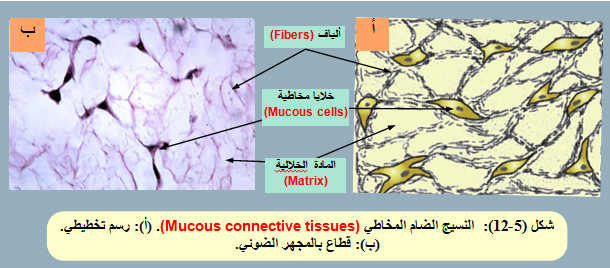 أ
ب
ألياف (Fibers)
خلايا مخاطية
(Mucous cells)
المادة الخلالية
(Matrix)
شكل (5-12): النسيج الضام المخاطي (Mucous connective tissues). (أ): رسم تخطيطي.
(ب): قطاع بالمجهر الضوئي.